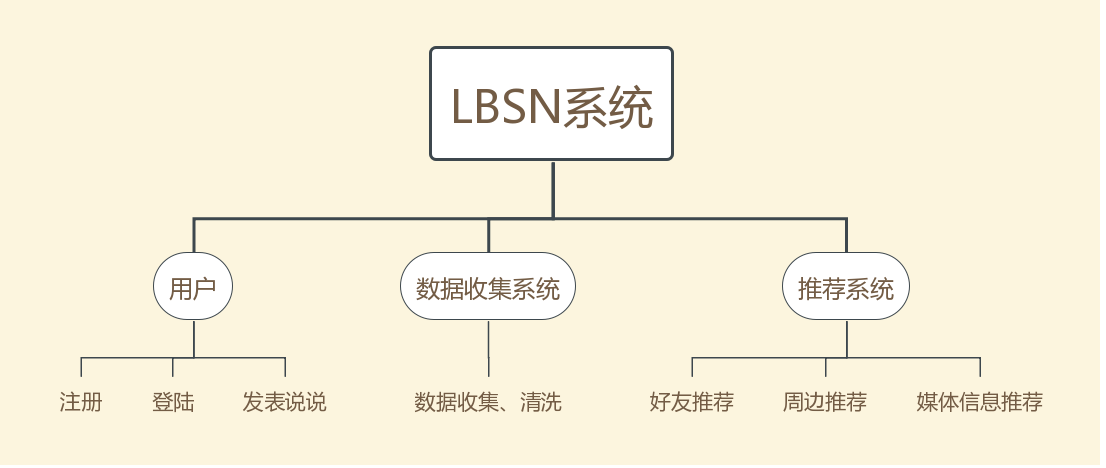 LBSN系统
用户
数据收集系统
推荐系统
注册
登陆
发表说说
数据收集、清洗
好友推荐
周边推荐
媒体信息推荐